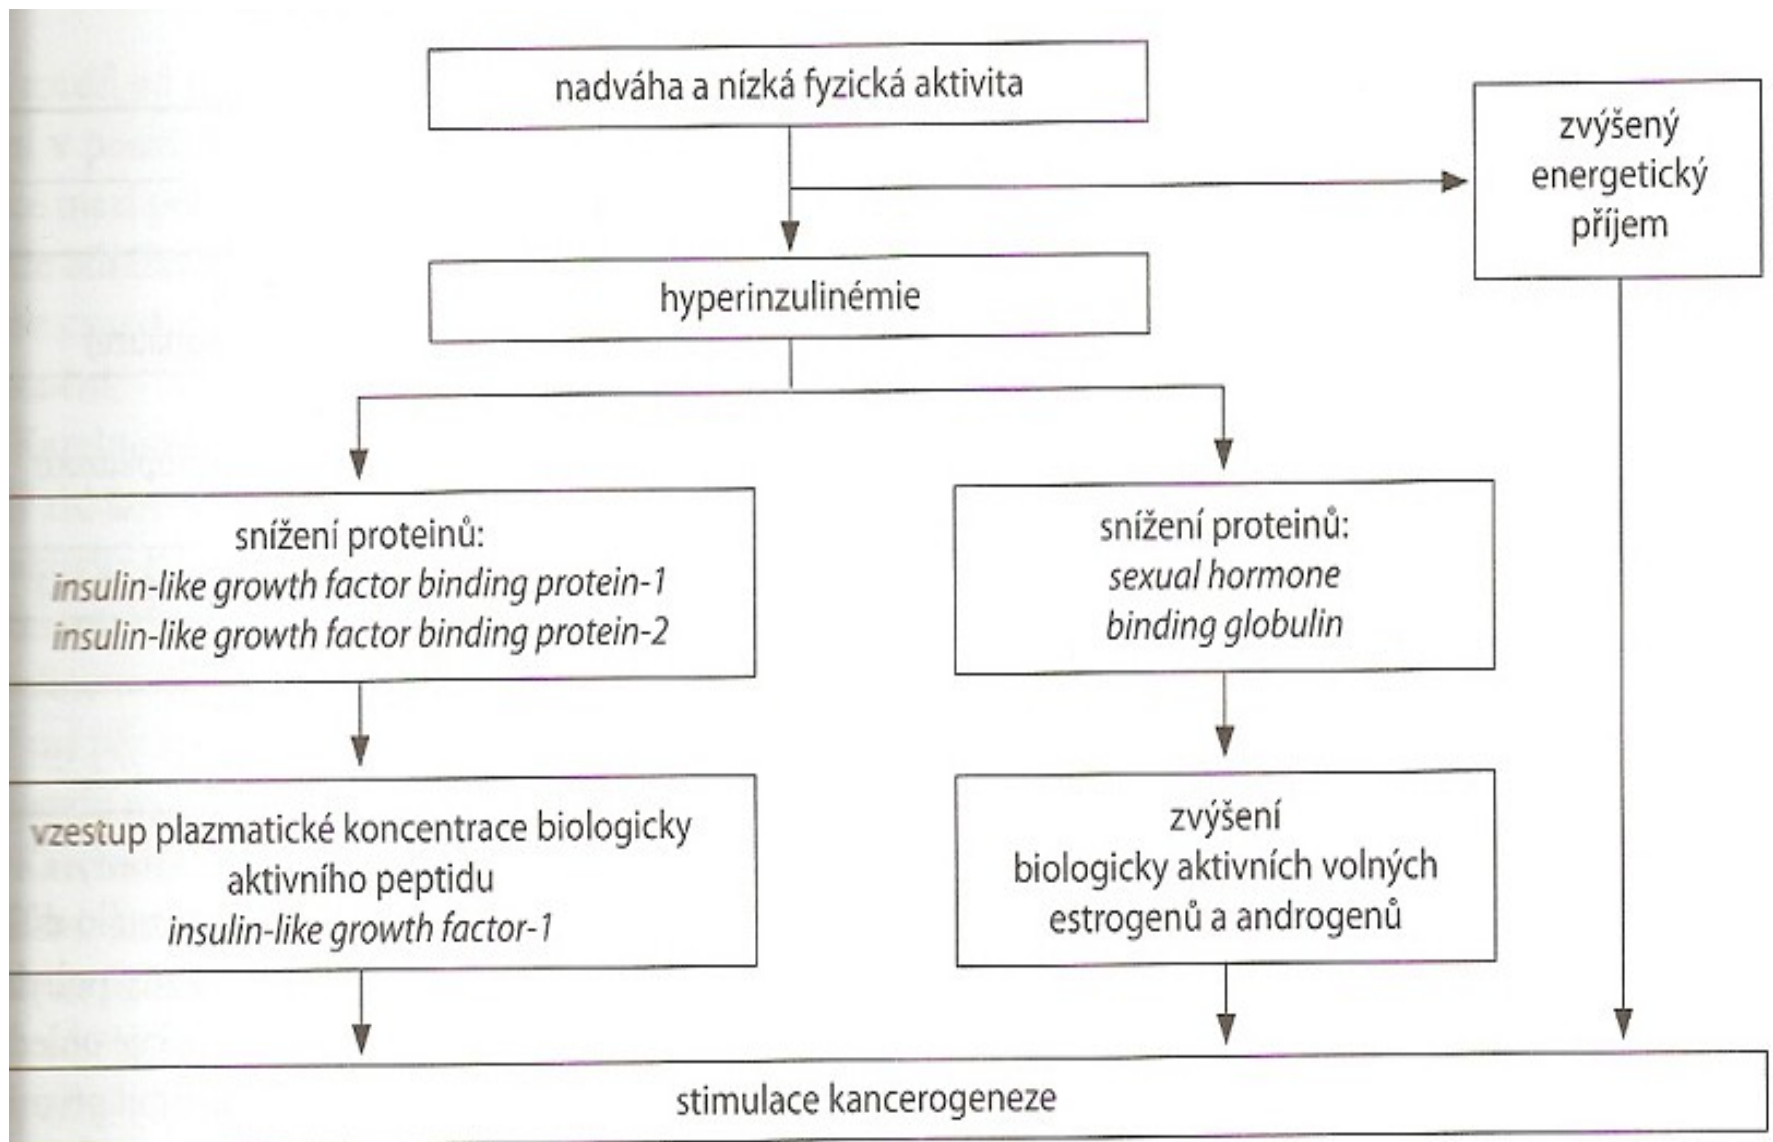 nadváha a nízká fyzická aktivita
zvýšený
energetický
příjem
hyperinzulinémie
snížení proteinů:
insulin-like growth factor binding protein-1
insulin-like growth factor binding protein-2
snížení proteinů:
sexual hormone
binding globulin
vzestup plazmatické koncentrace biologicky
aktivního peptidu
insulin-like growth factor-1
zvýšení
biologicky aktivních volných
estrogenů a androgenů
stimulace kancerogeneze